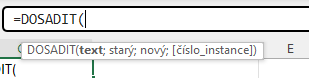 =DOSADIT(
DOSADIT(text; starý; nový; [číslo_instance])
E
IT(